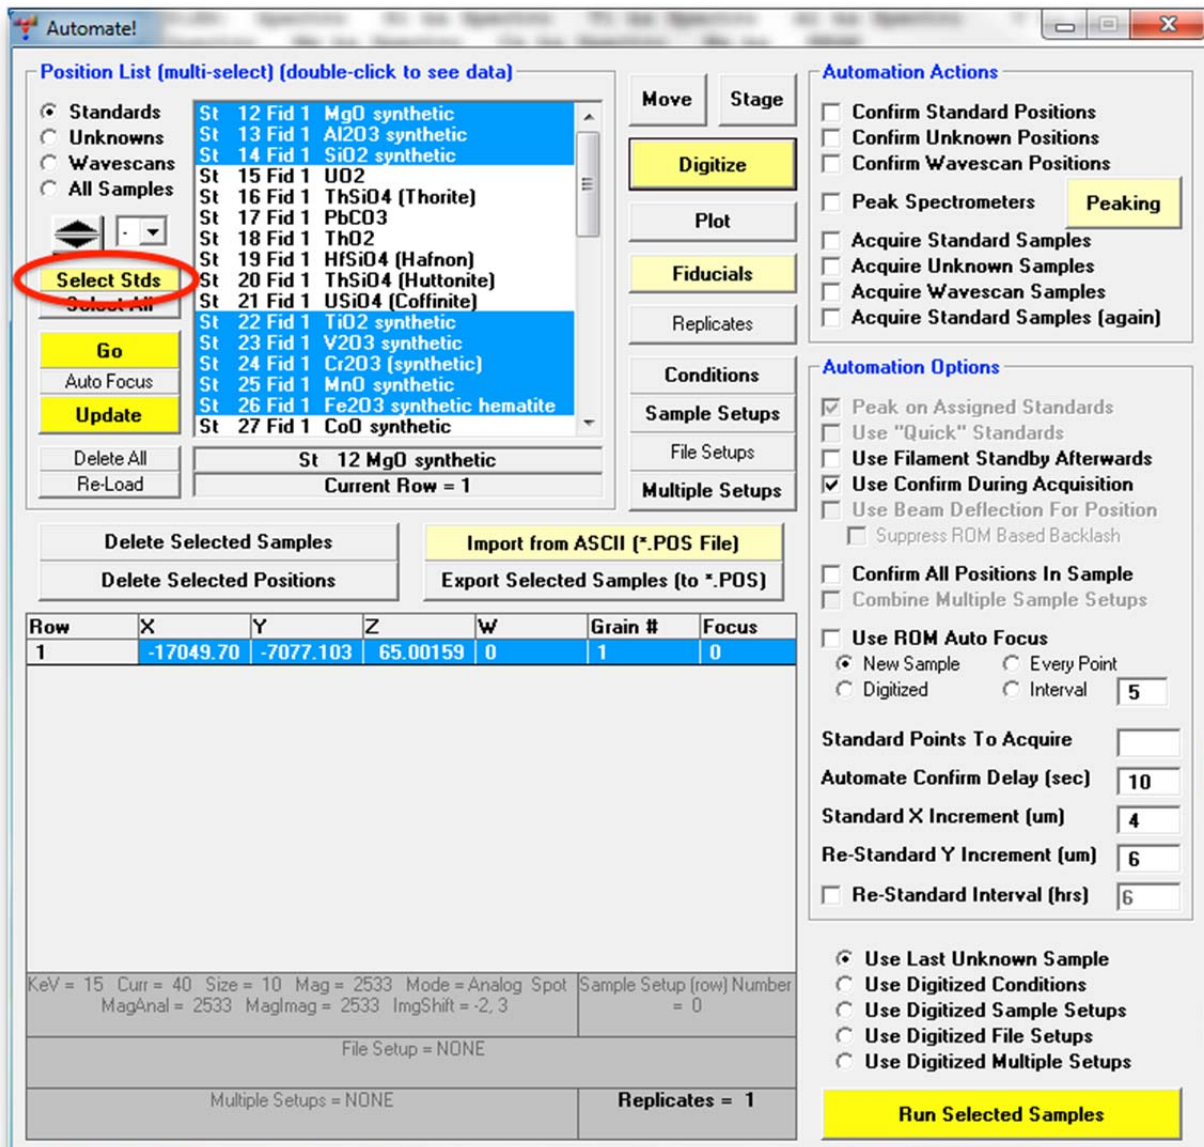 Automate!
Position List (multi-select) (double-click to see data)
Standards
Unknowns
Wavescans
All Samples
-
Select Stds
Select All
Go
Auto Focus
Update
Delete All
Re-Load
St 12 Fid 1 MgO synthetic
St 13 Fid 1 Al2O3 synthetic
St 14 Fid 1 SiO2 synthetic
St 15 Fid 1 UO2
St 16 Fid 1 ThSiO4 (Thorite)
St 17 Fid 1 PbCO3
St 18 Fid 1 ThO2
St 19 Fid 1 HfSiO4 (Hafnon)
St 20 Fid 1 ThSiO4 (Huttonite)
St 21 Fid 1 USiO4 (Coffinite)
St 22 Fid 1 TiO2 synthetic
St 23 Fid 1 V2O3 synthetic
St 24 Fid 1 Cr2O3 (synthetic)
St 25 Fid 1 MnO synthetic
St 26 Fid 1 Fe2O3 synthetic hematite
St 27 Fid 1 CoO synthetic
St 12 MgO synthetic
Current Row = 1
Move Stage
Digitize
Plot
Fiducials
Replicates
Conditions
Sample Setups
File Setups
Multiple Setups
Delete Selected Samples
Delete Selected Positions
Import from ASCII (*.POS File)
Export Selected Samples (to *.POS)
Row X Y Z W Grain # Focus
1 -17049.70 -7077.103 65.00159 0 1 0
KeV = 15 Curr = 40 Size = 10 Mag = 2533 Mode = Analog Spot
MagAnal = 2533 MagImag = 2533 ImgShift = -2, 3
Sample Setup (row) Number
= 0
File Setup = NONE
Multiple Setups = NONE
Replicates = 1
Automation Actions
Confirm Standard Positions
Confirm Unknown Positions
Confirm Wavescan Positions
Peak Spectrometers
Peaking
Acquire Standard Samples
Acquire Unknown Samples
Acquire Wavescan Samples
Acquire Standard Samples (again)
Automation Options
Peak on Assigned Standards
Use "Quick" Standards
Use Filament Standby Afterwards
Use Confirm During Acquisition
Use Beam Deflection For Position
Suppress ROM Based Backlash
Confirm All Positions In Sample
Combine Multiple Sample Setups
Use ROM Auto Focus
New Sample Every Point
Digitized Interval 5
Standard Points To Acquire
Automate Confirm Delay (sec) 10
Standard X Increment (um) 4
Re-Standard Y Increment (um) 6
Re-Standard Interval (hrs) 6
Use Last Unknown Sample
Use Digitized Conditions
Use Digitized Sample Setups
Use Digitized File Setups
Use Digitized Multiple Setups
Run Selected Samples